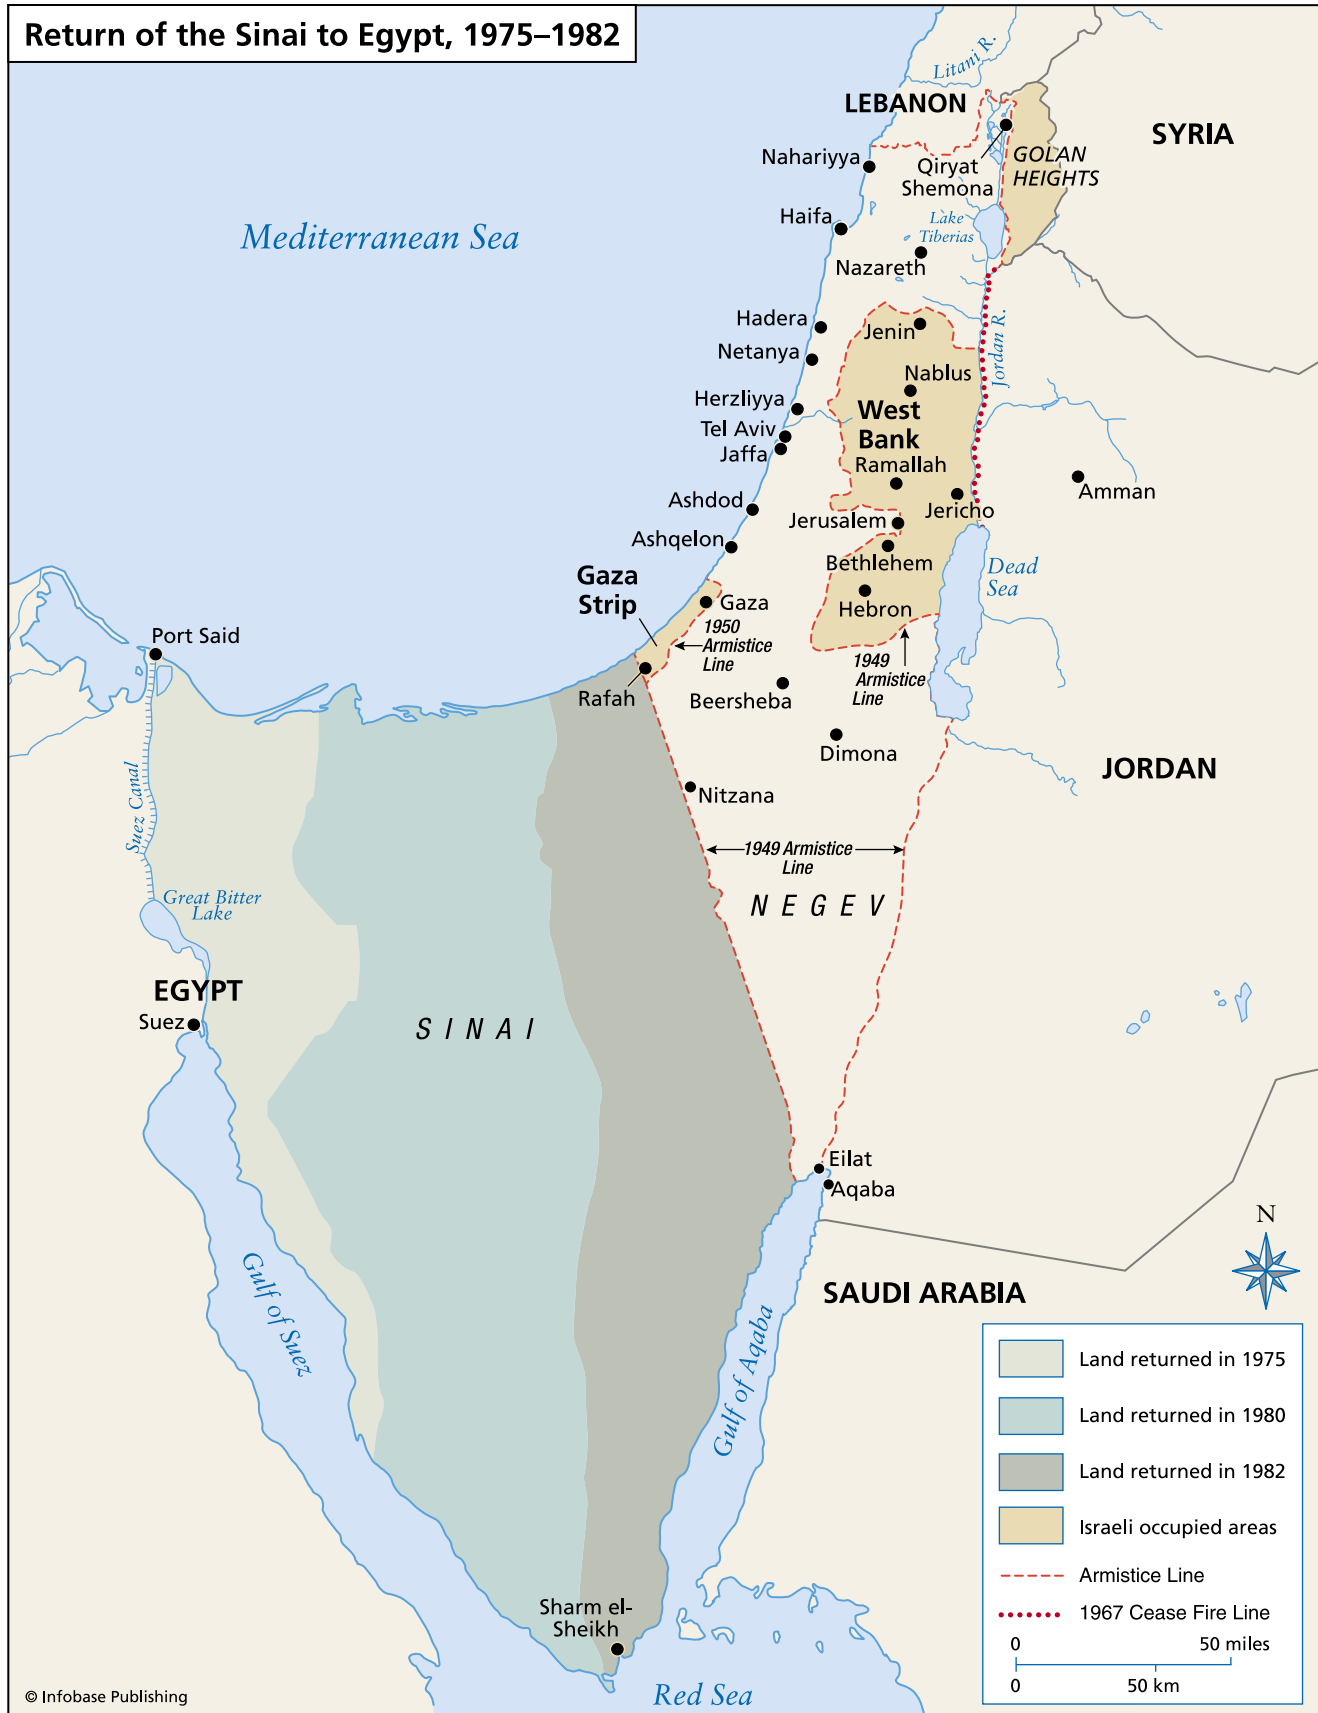 Return of the Sinai to Egypt, 1975–1982
Litani R.
LEBANON
SYRIA
Nahariyya
Qiryat
Shemona
GOLAN
HEIGHTS
Mediterranean Sea
Haifa
Lake
Tiberias
Nazareth
Hadera
Jenin
Jordan R.
Netanya
Nablus
Herzliyya
West
Bank
Tel Aviv
Jaffa
Ramallah
Amman
Ashdod
Jericho
Jerusalem
Ashqelon
Bethlehem
Dead
Sea
Gaza
Strip
Gaza
Hebron
1950
Armistice
Line
Port Said
1949
Armistice
Line
Rafah
Beersheba
Dimona
JORDAN
Suez Canal
Nitzana
1949 Armistice
Line
Great Bitter
Lake
NEGEV
EGYPT
Suez
SINAI
Eilat
Aqaba
N
Gulf of Suez
SAUDI ARABIA
Gulf of Aqaba
Land returned in 1975
Land returned in 1980
Land returned in 1982
Israeli occupied areas
Armistice Line
1967 Cease Fire Line
0 50 miles
0 50 km
Sharm el-
Sheikh
Red Sea
© Infobase Publishing